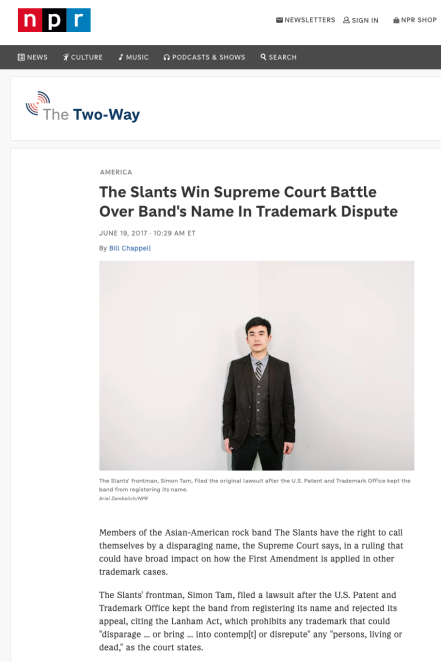 npr
NEWSLETTERS SIGN IN NPR SHOP
NEWS CULTURE MUSIC PODCASTS & SHOWS SEARCH
The Two-Way
AMERICA
The Slants Win Supreme Court Battle
Over Band's Name In Trademark Dispute
JUNE 19, 2017 · 10:29 AM ET
By Bill Chappell
The Slants' frontman, Simon Tam, filed the original lawsuit after the U.S. Patent and Trademark Office kept the
band from registering its name.
Ariel Zambelich/NPR
Members of the Asian-American rock band The Slants have the right to call
themselves by a disparaging name, the Supreme Court says, in a ruling that
could have broad impact on how the First Amendment is applied in other
trademark cases.
The Slants' frontman, Simon Tam, filed a lawsuit after the U.S. Patent and
Trademark Office kept the band from registering its name and rejected its
appeal, citing the Lanham Act, which prohibits any trademark that could
"disparage ... or bring ... into contemp[t] or disrepute" any "persons, living or
dead," as the court states.